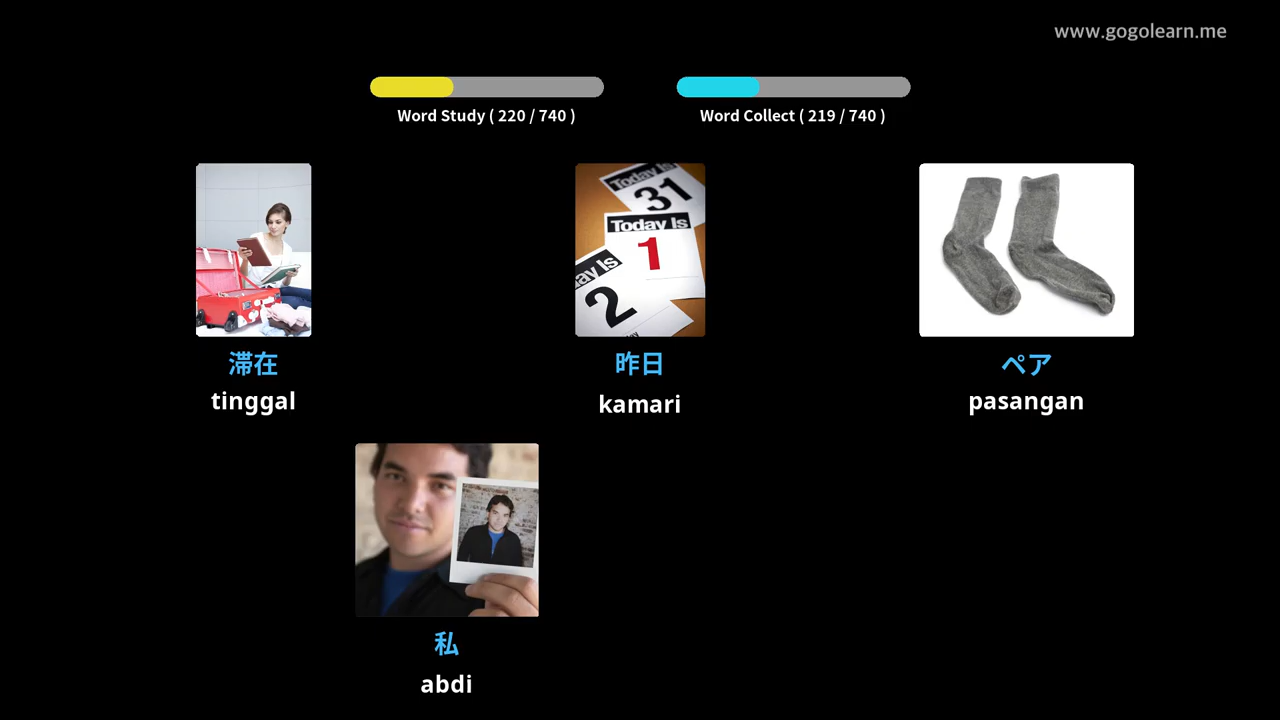 www.gogolearn.me
Word Study ( 220 / 740 )
Word Collect ( 219 / 740 )
Today Is
31
Today Is
1
ay Is
2
滞在
昨日
ペア
tinggal
kamari
pasangan
私
abdi